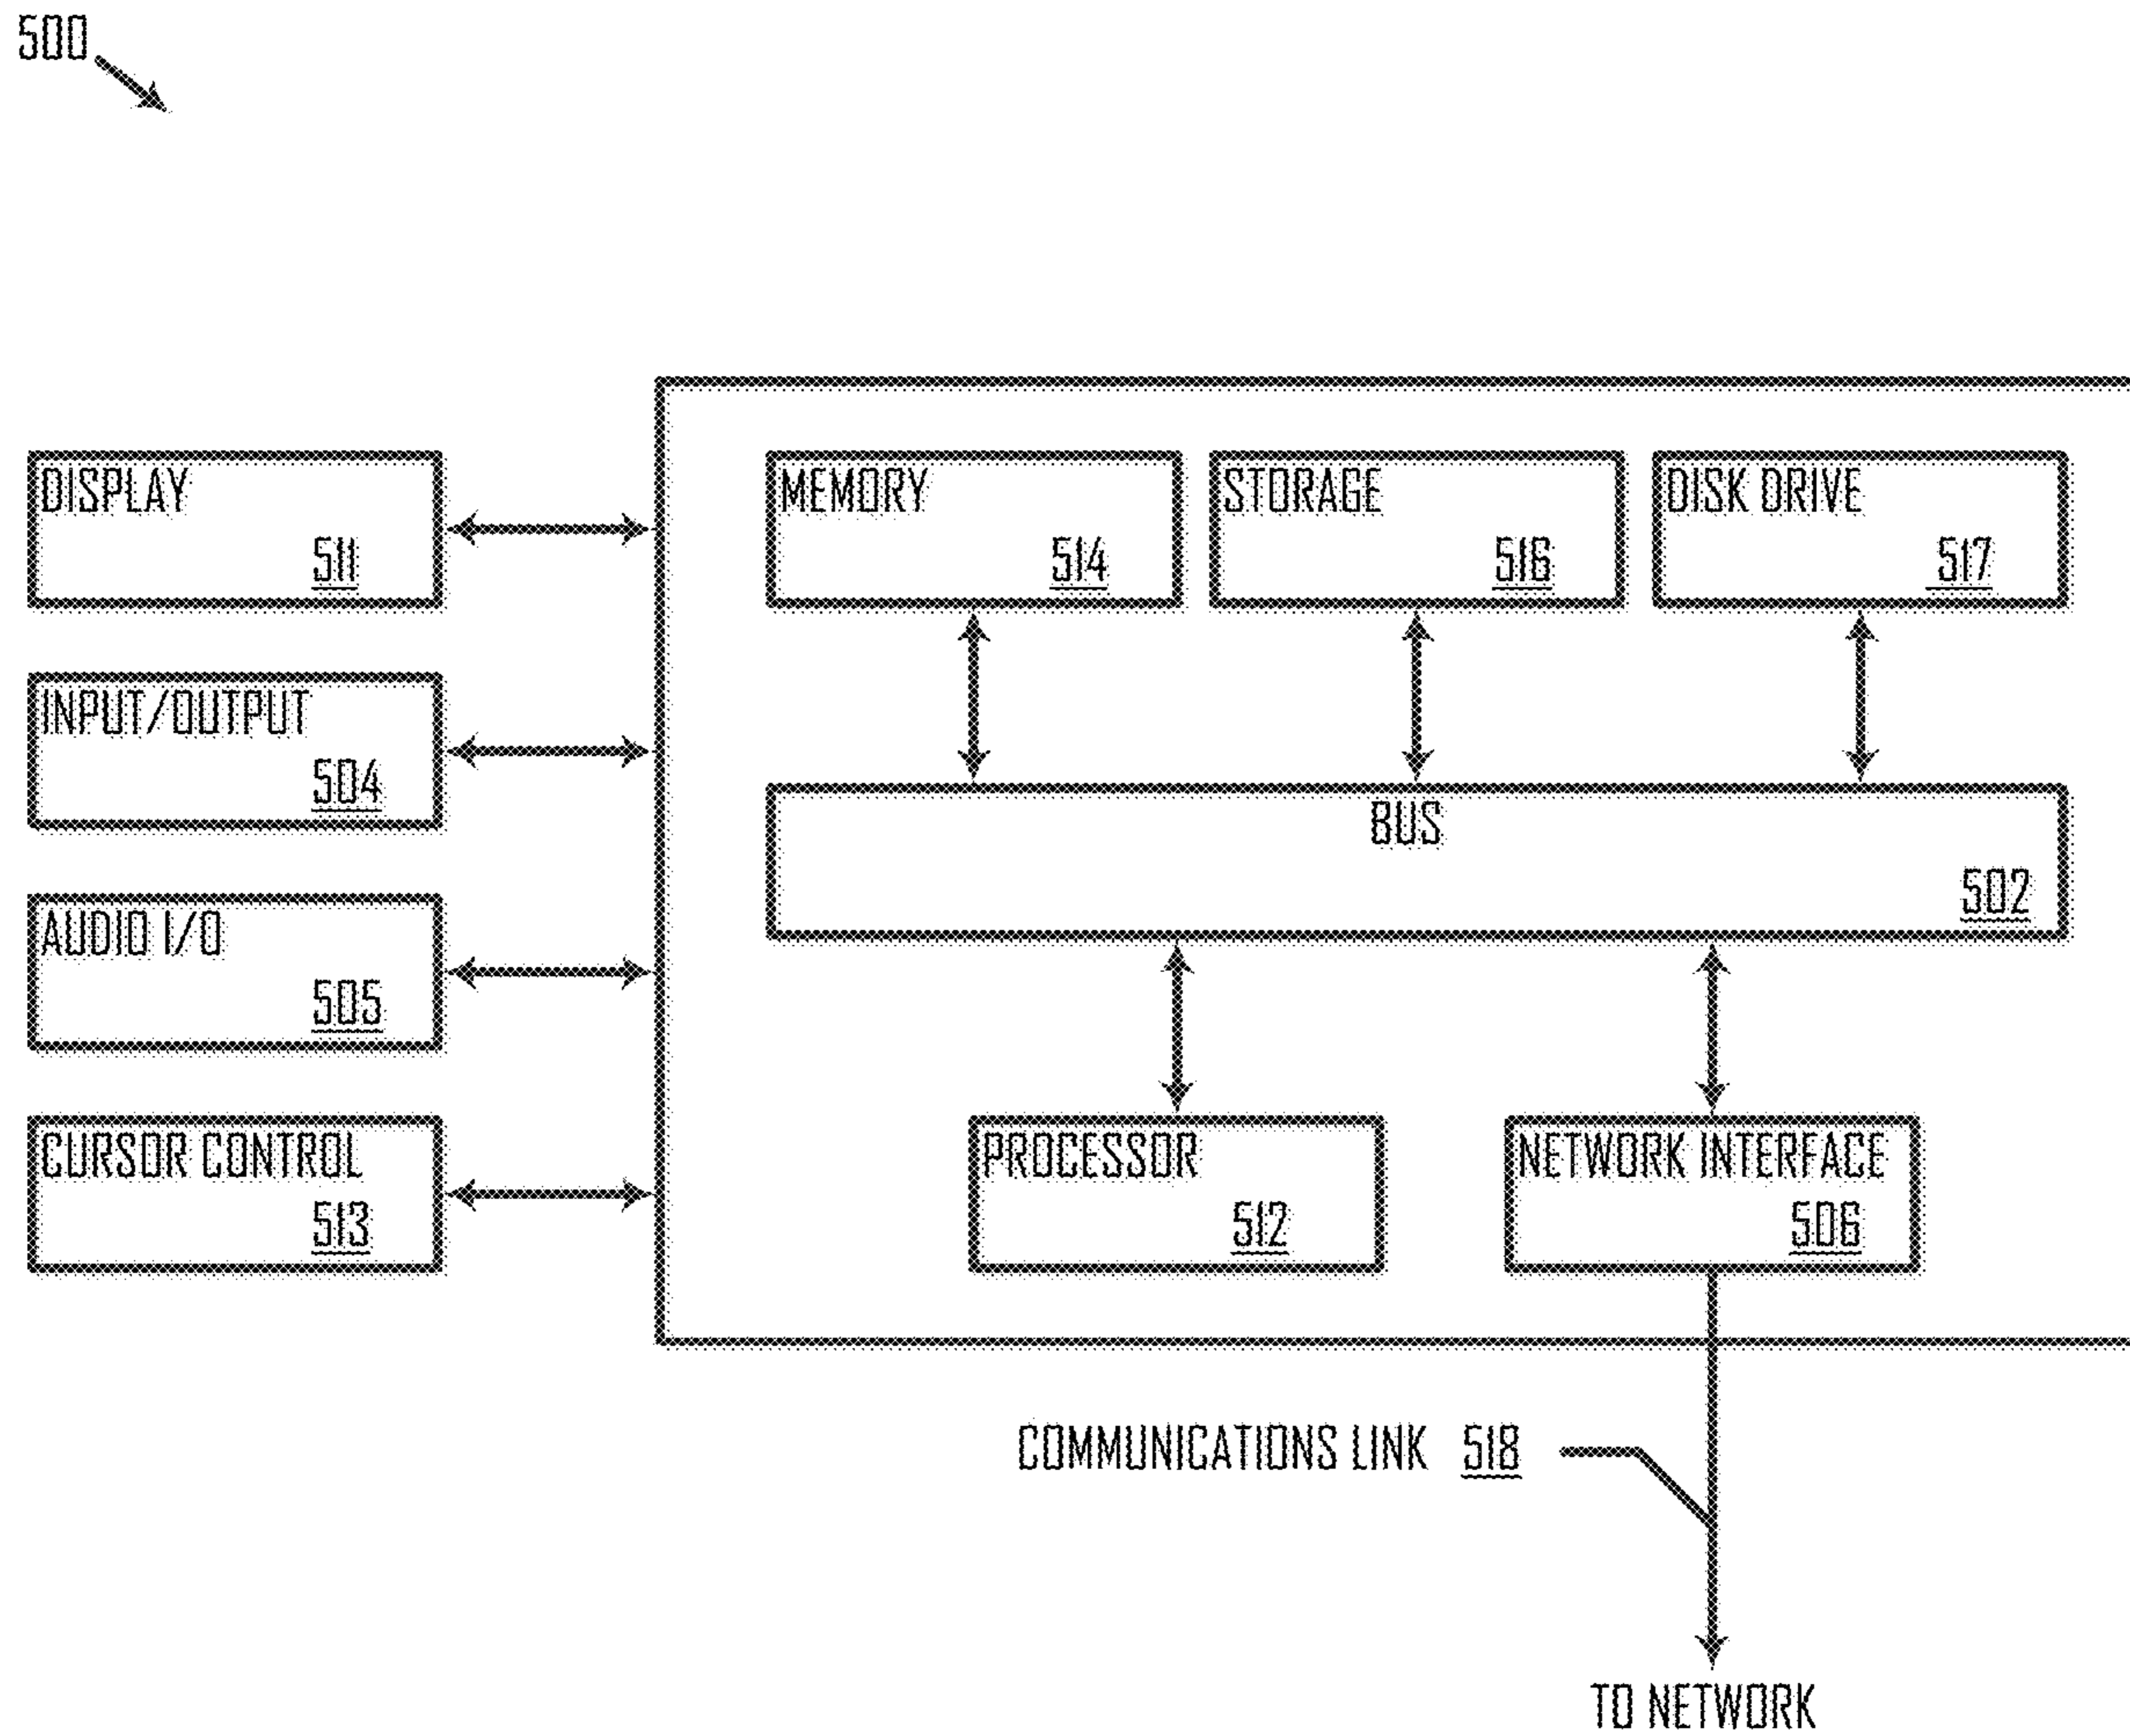 500
DISPLAY
511
MEMORY
514
STORAGE
516
DISK DRIVE
517
INPUT/OUTPUT
504
BUS
502
AUDIO I/O
505
CURSOR CONTROL
513
PROCESSOR
512
NETWORK INTERFACE
506
COMMUNICATIONS LINK 518
TO NETWORK